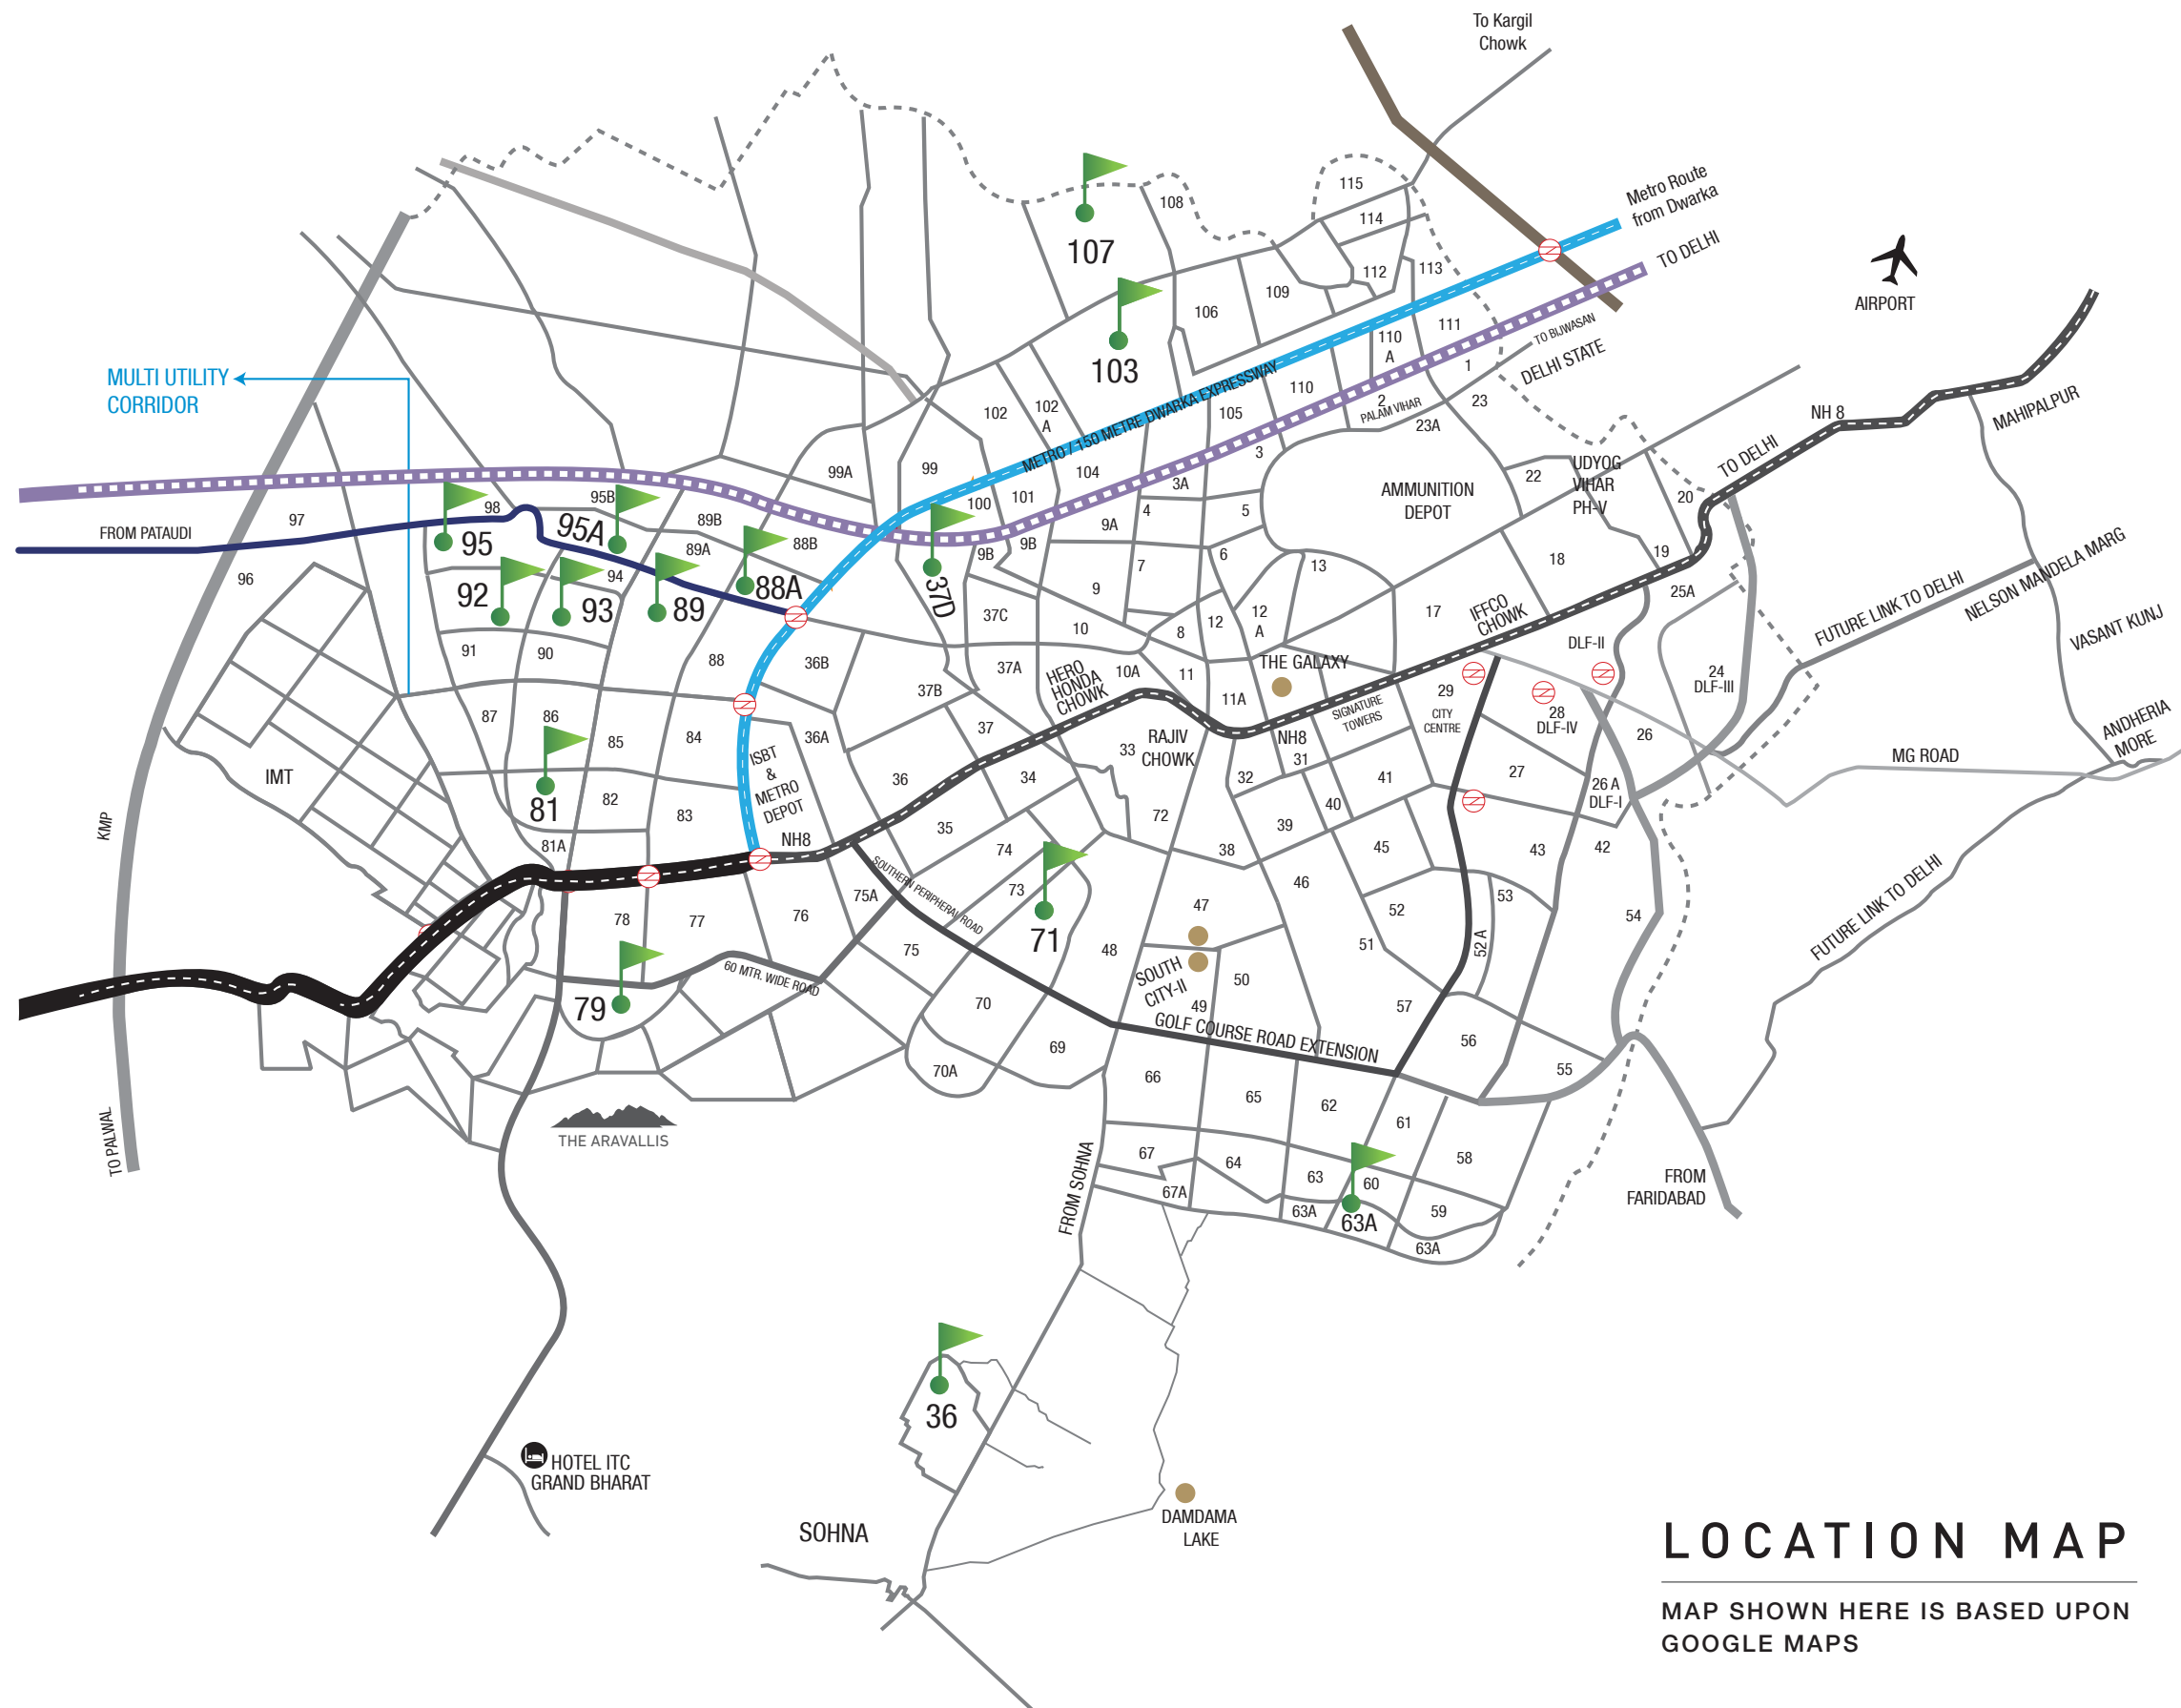 To Kargil
Chowk
Metro Route
from Dwarka
TO DELHI
AIRPORT
115
114
108
107
113
112
109
106
103
111
110
A
TO BIJWASAN
DELHI STATE
1
110
2
PALAM VIHAR
23
23A
105
METRO / 150 METRE DWARKA EXPRESSWAY
102
102
A
MULTI UTILITY
CORRIDOR
NH 8
MAHIPALPUR
TO DELHI
3
104
3A
99A
99
100
101
AMMUNITION
DEPOT
22
UDYOG
VIHAR
PH-V
20
97
98
95B
FROM PATAUDI
95
95A
89B
89A
88B
4
5
9A
9B
9B
6
7
9
13
18
19
25A
NELSON MANDELA MARG
FUTURE LINK TO DELHI
VASANT KUNJ
96
92
93
94
89
88A
37D
37C
10
8
12
12
A
17
IFFCO
CHOWK
DLF-II
91
90
88
36B
37B
37A
HERO
HONDA
CHOWK
10A
11
11A
THE GALAXY
24
DLF-III
87
86
85
84
36A
37
33
RAJIV
CHOWK
NH8
31
SIGNATURE
TOWERS
29
CITY
CENTRE
28
DLF-IV
26
ANDHERIA
MORE
MG ROAD
IMT
KMP
81
82
83
ISBT
&
METRO
DEPOT
NH8
36
34
35
32
41
40
39
27
26 A
DLF-I
81A
74
72
38
45
43
42
SOUTHERN PERIPHERAL ROAD
73
71
75A
76
77
78
46
47
52
53
54
FUTURE LINK TO DELHI
79
60 MTR. WIDE ROAD
75
48
SOUTH
CITY-II
50
49
51
52 A
57
70
69
70A
GOLF COURSE ROAD EXTENSION
56
55
66
65
62
61
58
THE ARAVALLIS
TO PALWAL
FROM SOHNA
67
67A
64
63
60
63A
63A
59
63A
FROM
FARIDABAD
36
HOTEL ITC
GRAND BHARAT
SOHNA
DAMDAMA
LAKE
LOCATION MAP
MAP SHOWN HERE IS BASED UPON
GOOGLE MAPS